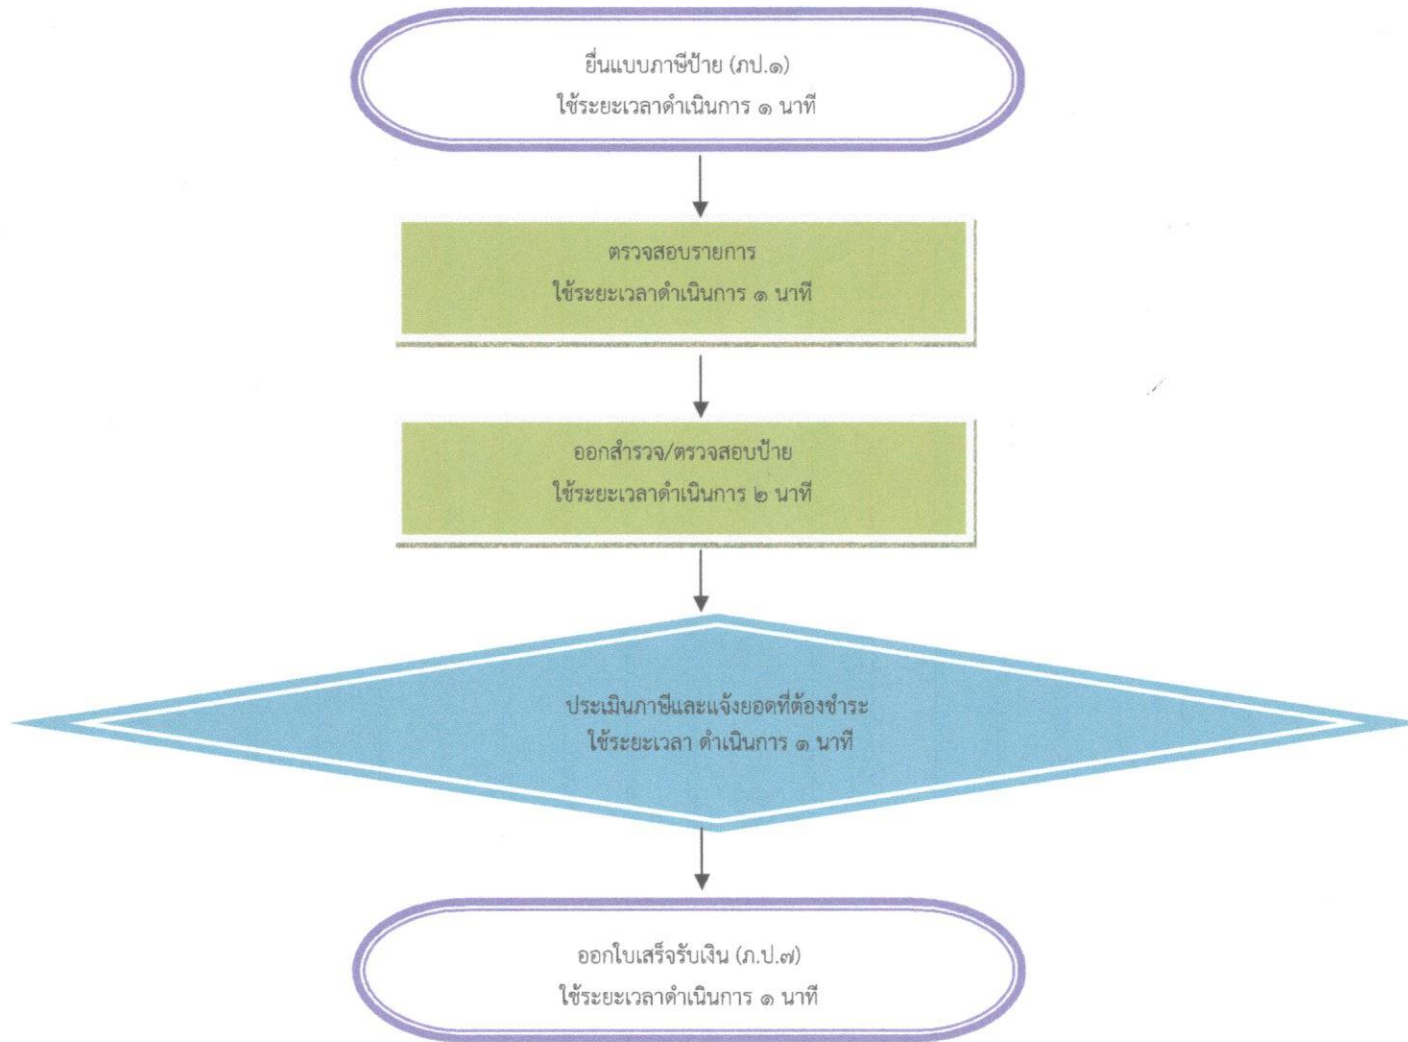 ยื่นแบบภาษีป้าย (ภป.๑)
ใช้ระยะเวลาดำเนินการ ๑ นาที
ตรวจสอบรายการ
ใช้ระยะเวลาดำเนินการ ๑ นาที
ออกสำรวจ/ตรวจสอบป้าย
ใช้ระยะเวลาดำเนินการ ๒ นาที
ประเมินภาษีและแจ้งยอดที่ต้องชำระ
ใช้ระยะเวลา ดำเนินการ ๑ นาที
ออกใบเสร็จรับเงิน (ภ.ป.๗)
ใช้ระยะเวลาดำเนินการ ๑ นาที